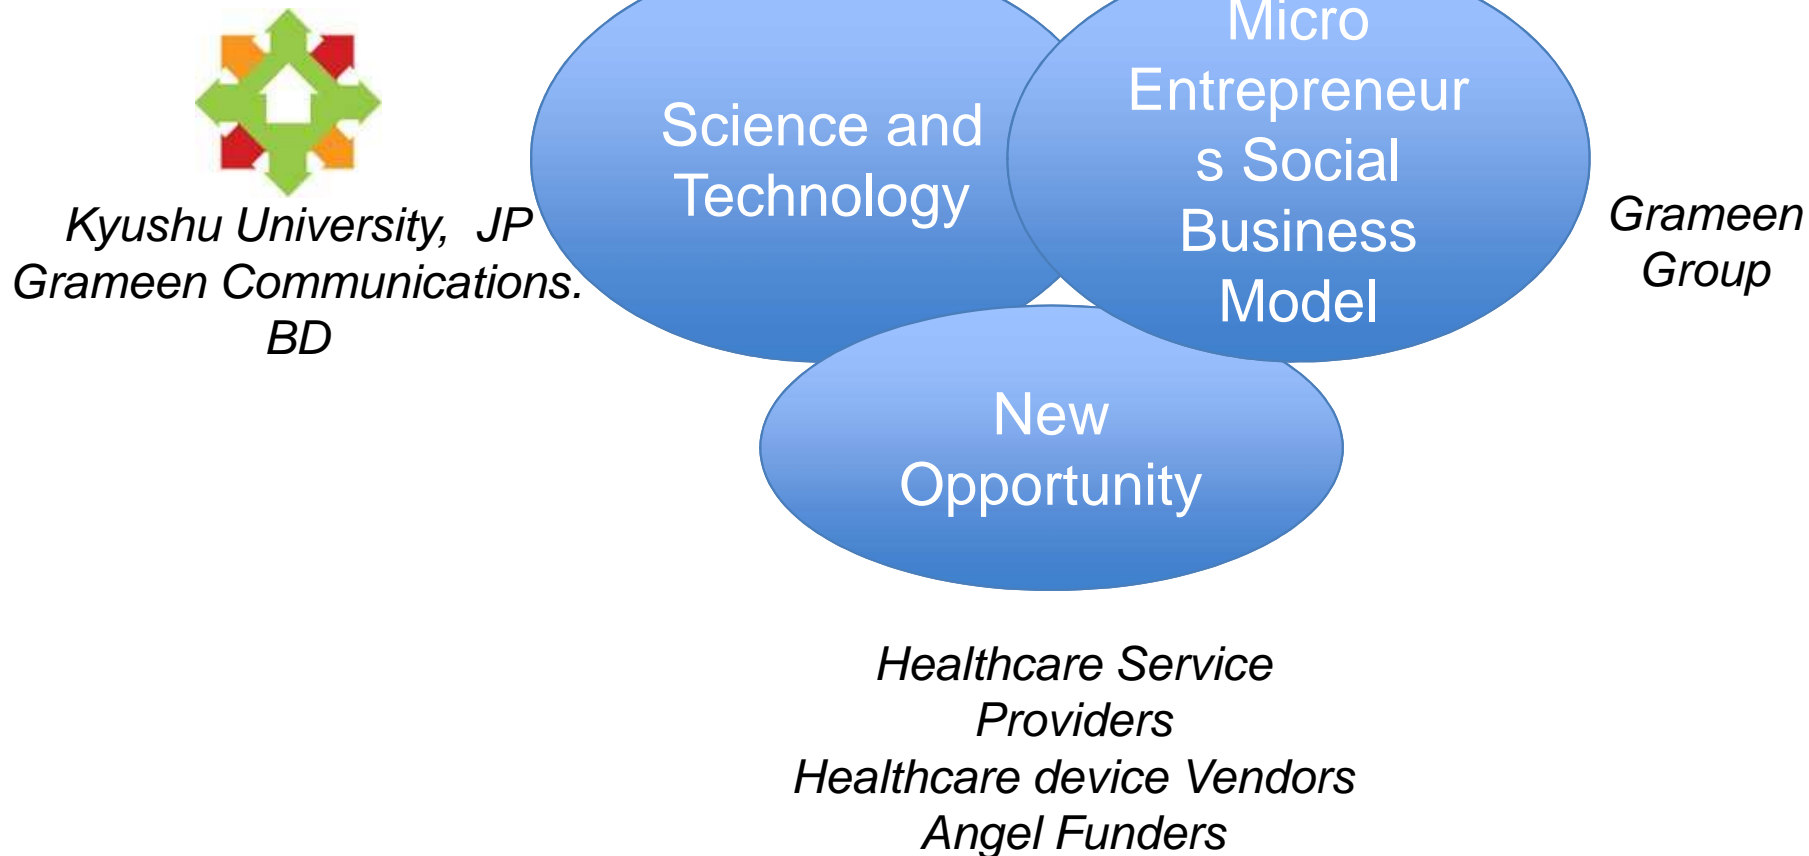 Kyushu University, JP
Grameen Communications.
BD
Science and
Technology
Micro
Entrepreneur
s Social
Business
Model
Grameen
Group
New
Opportunity
Healthcare Service
Providers
Healthcare device Vendors
Angel Funders